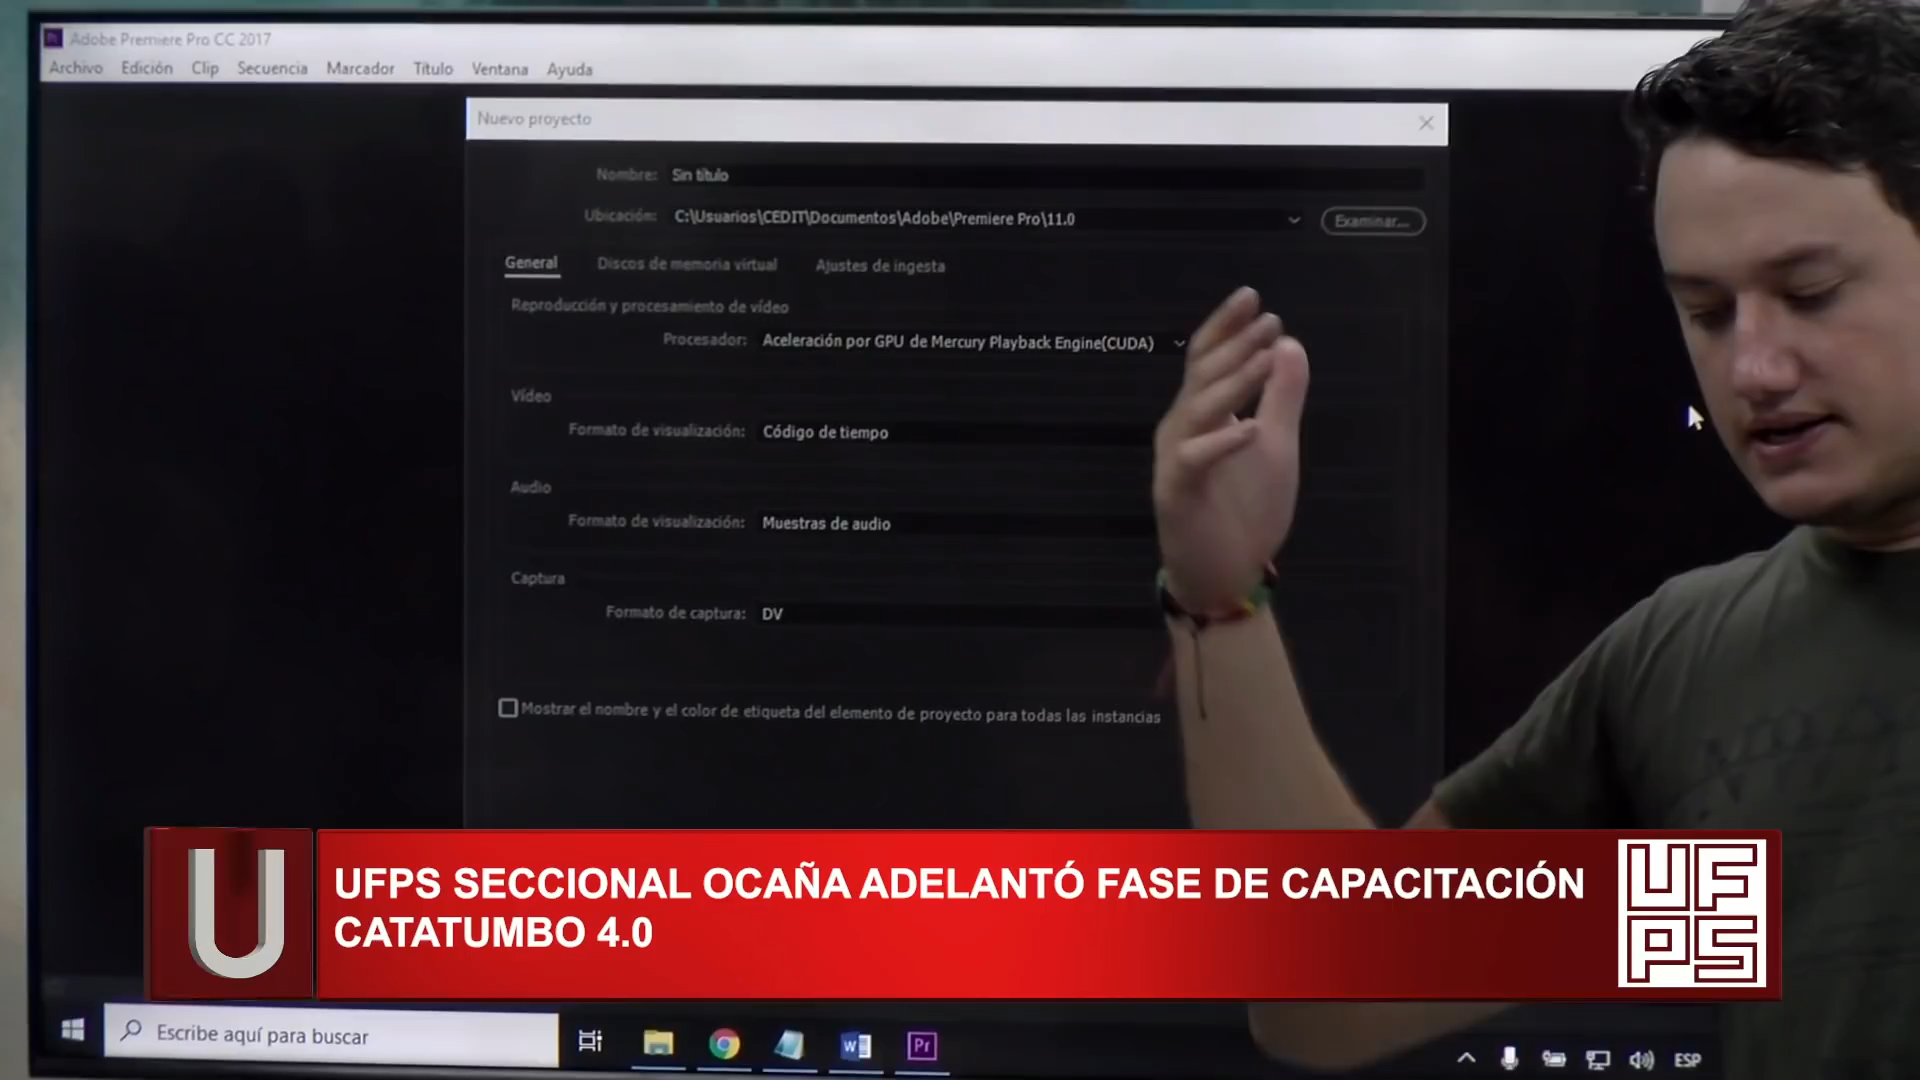 Adobe Premiere Pro CC 2017
Archivo Edición Clip Secuencia Marcador Título Ventana Ayuda
Nuevo proyecto
Nombre: Sin título
Ubicación: C:\Usuarios\CEDIT\Documentos\Adobe\Premiere Pro\11.0 Examinar...
General Discos de memoria virtual Ajustes de ingesta
Reproducción y procesamiento de vídeo
Procesador: Aceleración por GPU de Mercury Playback Engine(CUDA)
Vídeo
Formato de visualización: Código de tiempo
Audio
Formato de visualización: Muestras de audio
Captura
Formato de captura: DV
Mostrar el nombre y el color de etiqueta del elemento de proyecto para todas las instancias
U
UFPS SECCIONAL OCAÑA ADELANTÓ FASE DE CAPACITACIÓN
CATATUMBO 4.0
UF
PS
Escribe aquí para buscar
W
Pr
ESP